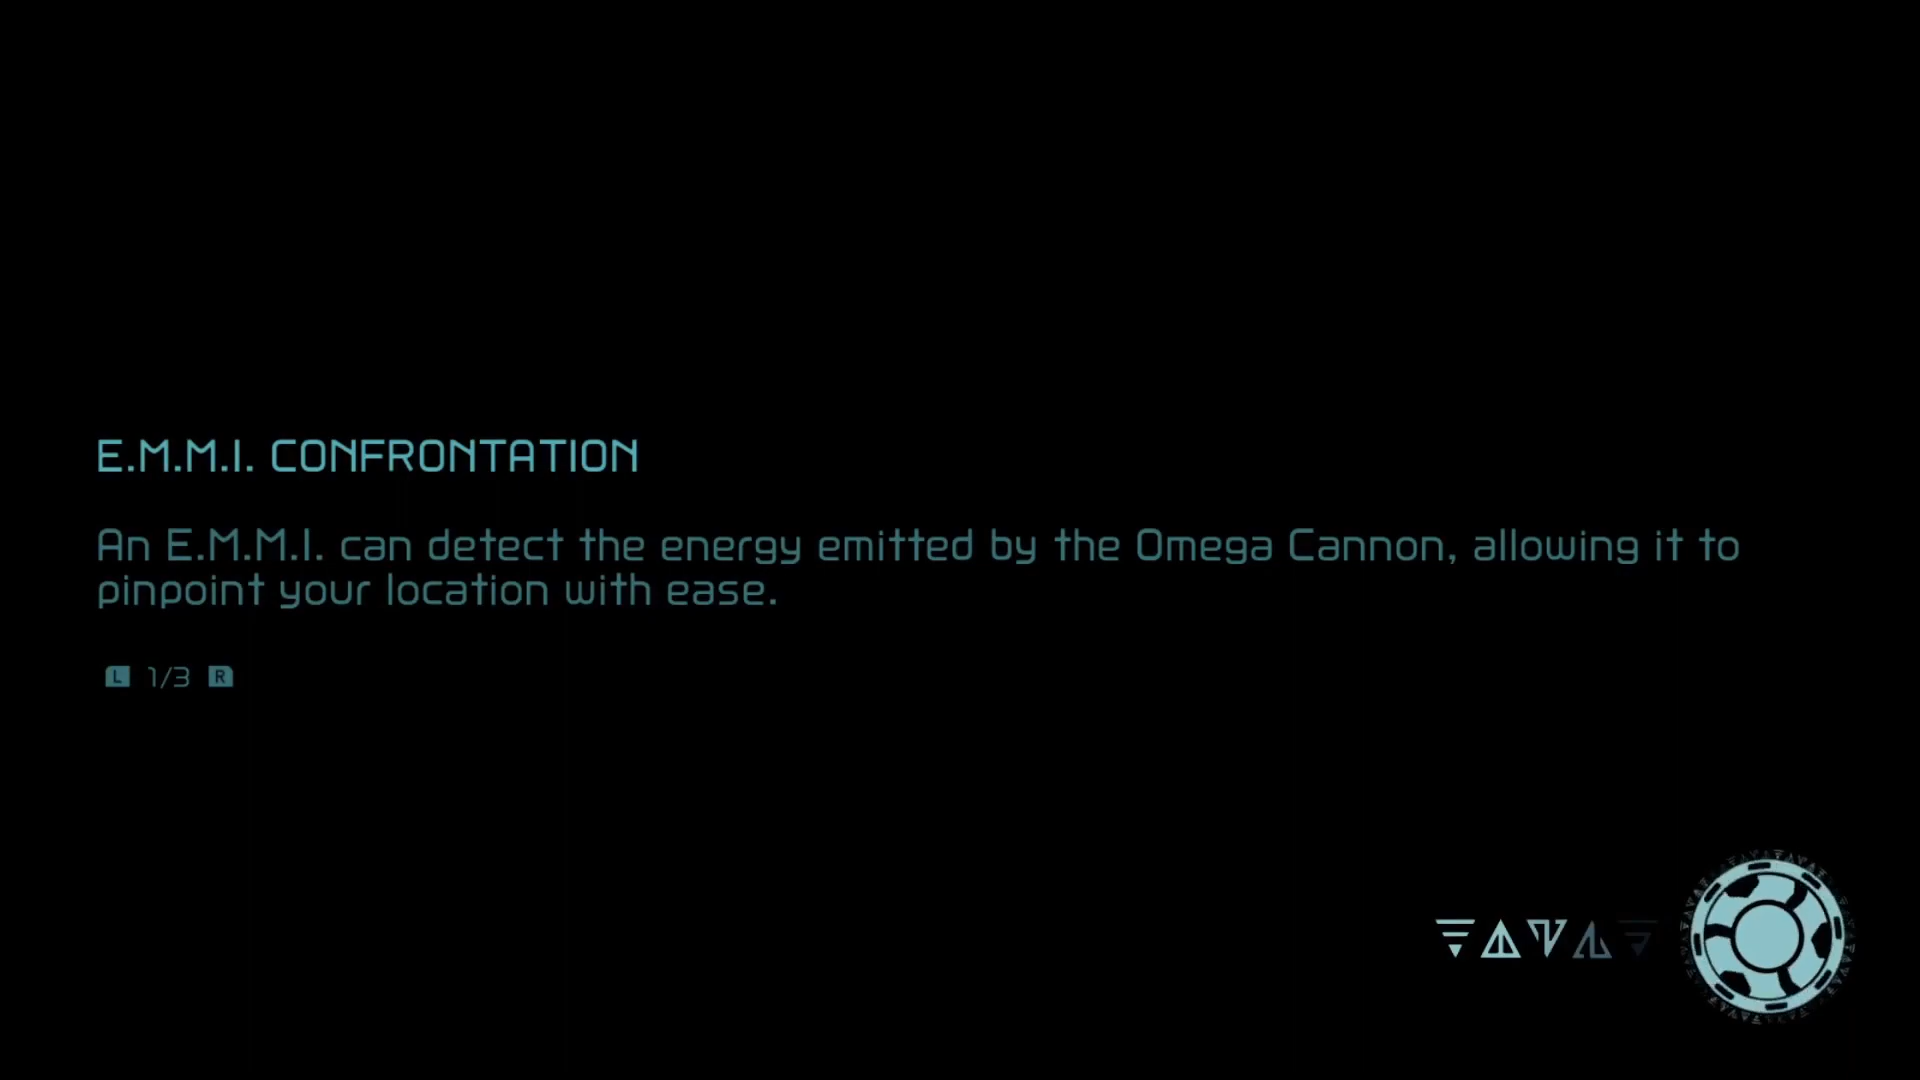 E.M.M.I. CONFRONTATION
An E.M.M.I. can detect the energy emitted by the Omega Cannon, allowing it to
pinpoint your location with ease.
L 1/3 R